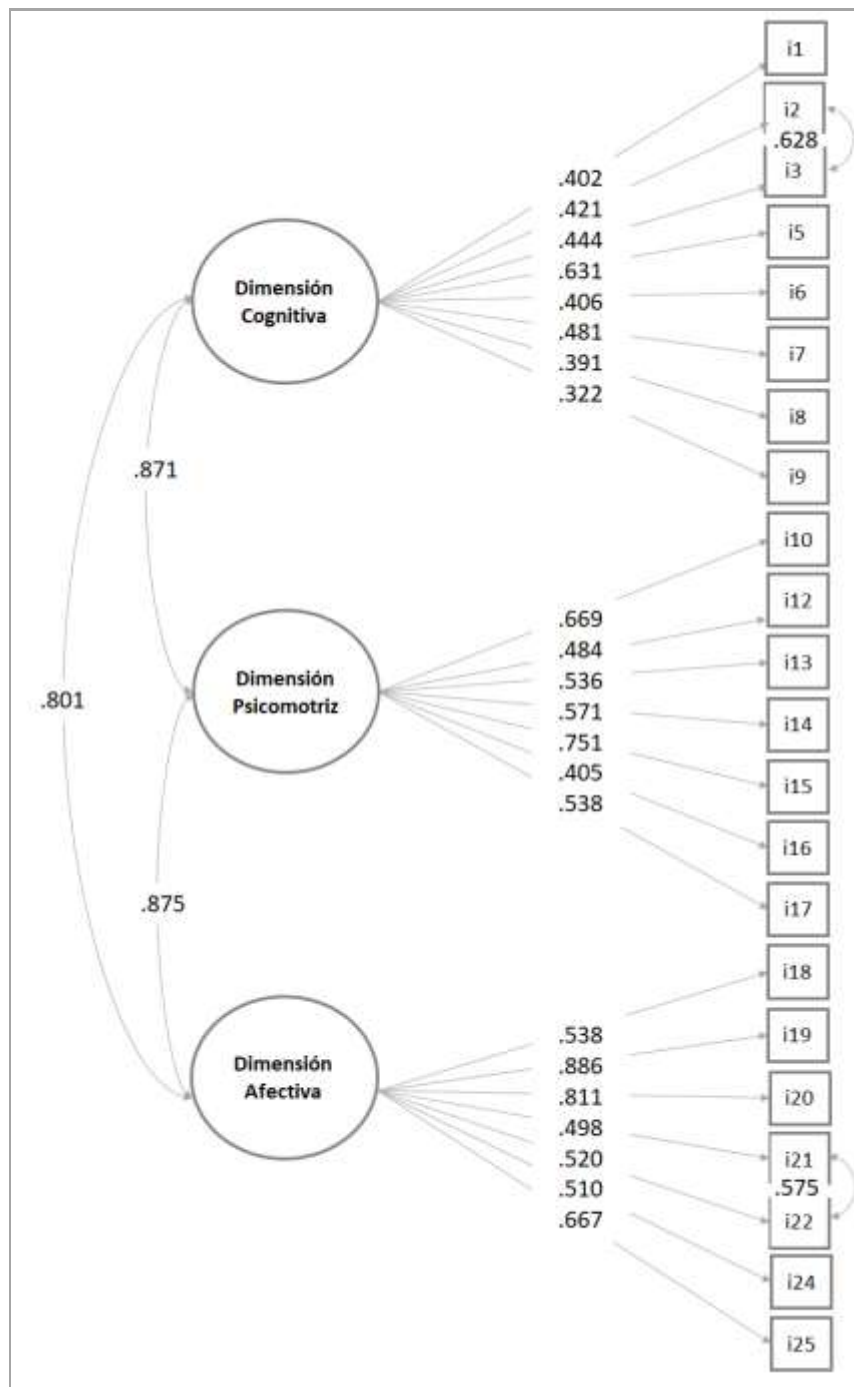 i1
i2
.628
i3
i5
i6
i7
i8
i9
.402
.421
.444
.631
.406
.481
.391
.322
Dimensión
Cognitiva
.871
.801
i10
i12
i13
i14
i15
i16
i17
.669
.484
.536
.571
.751
.405
.538
Dimensión
Psicomotriz
.875
i18
i19
i20
i21
.575
i22
i24
i25
.538
.886
.811
.498
.520
.510
.667
Dimensión
Afectiva